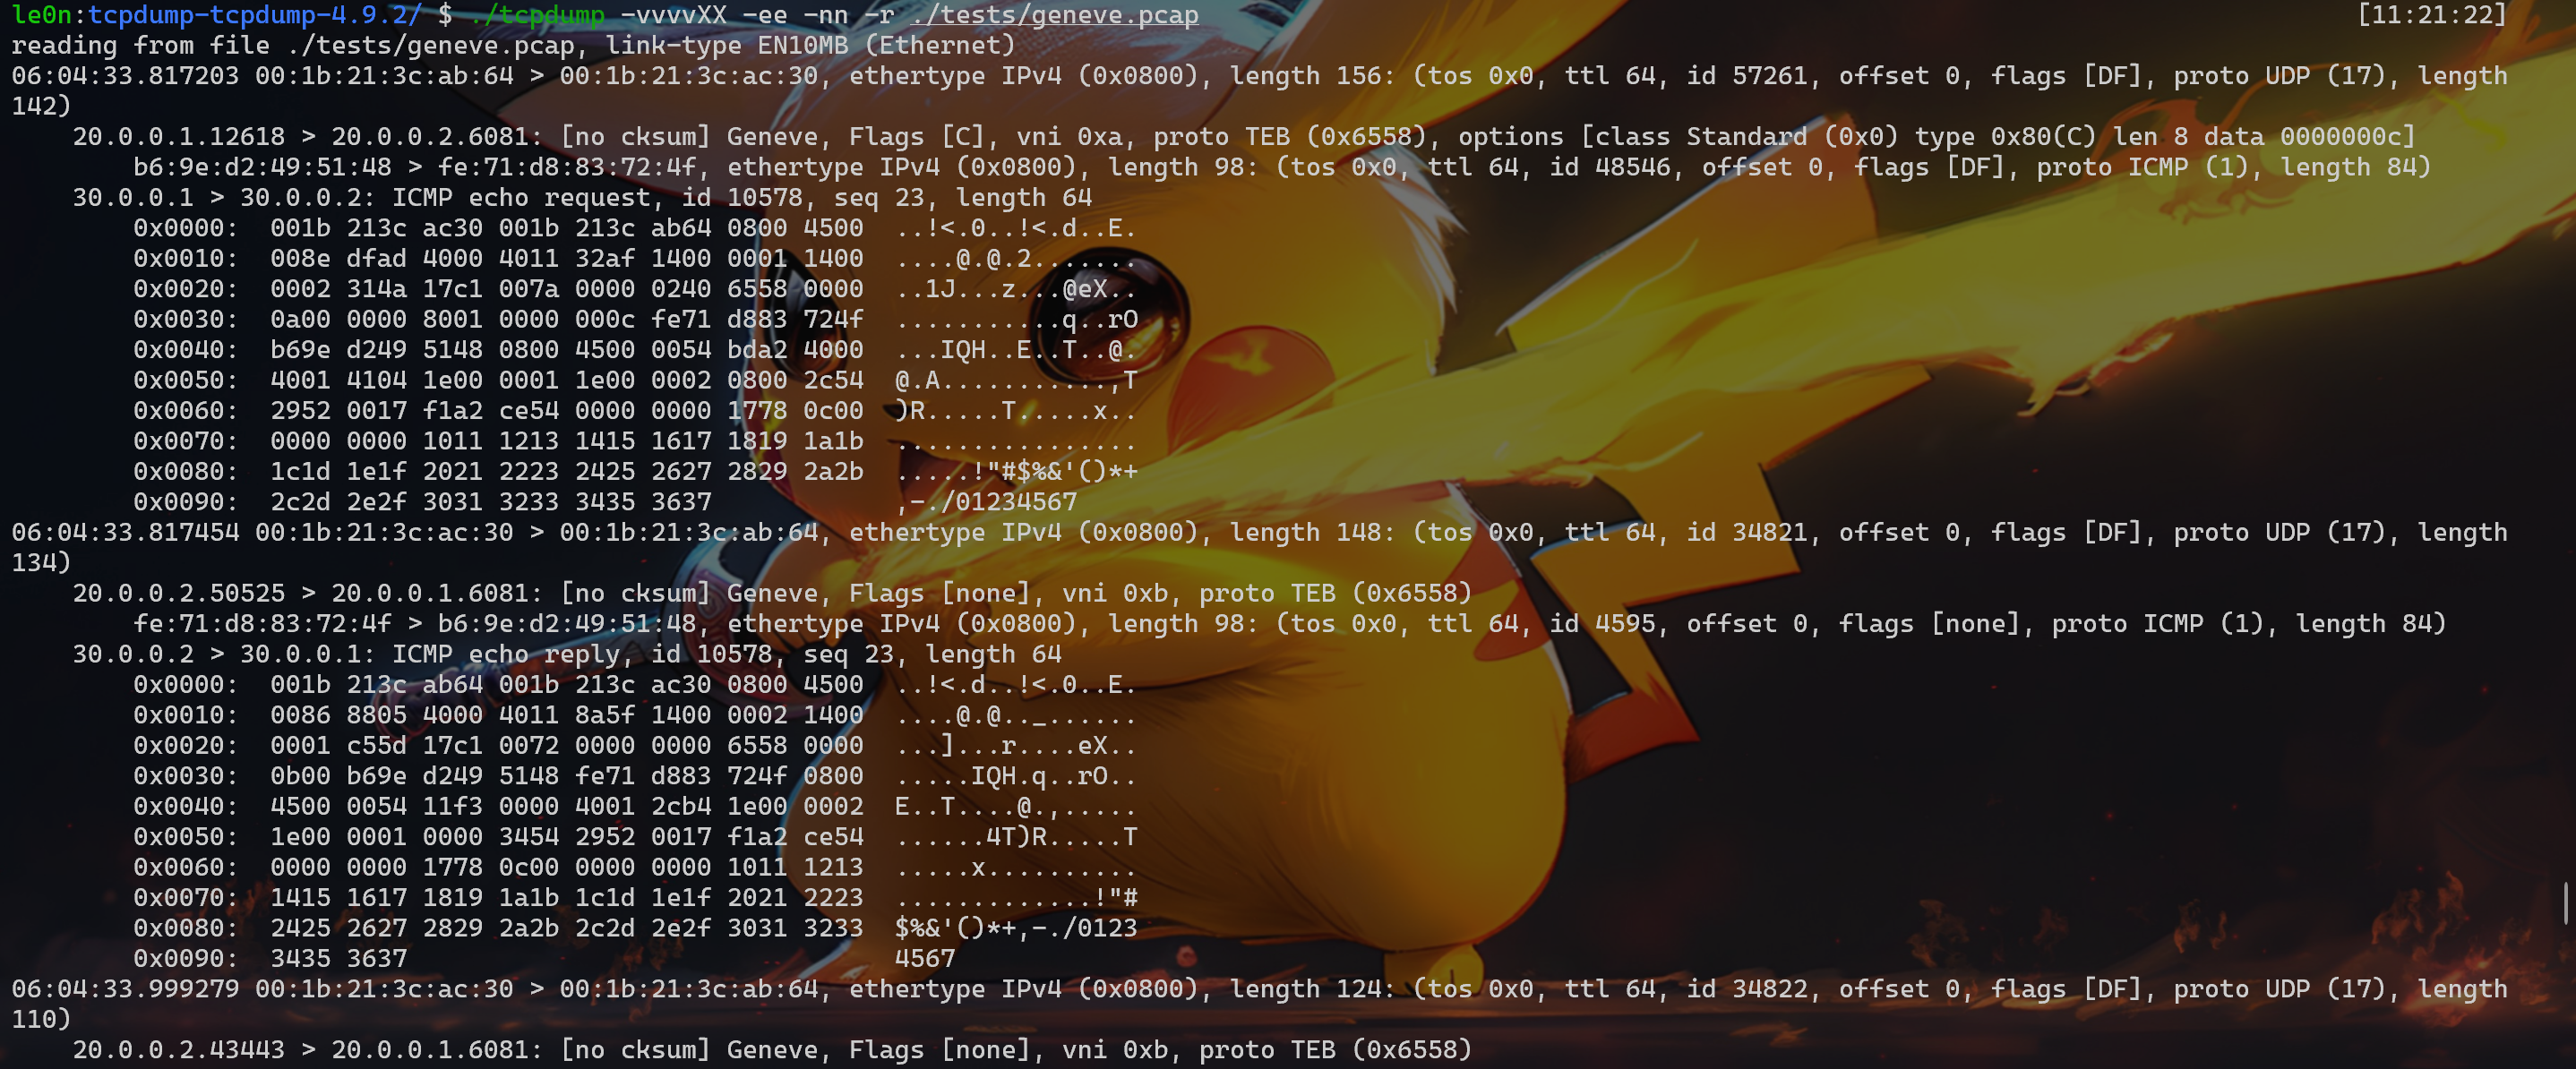 le0n:tcpdump-tcpdump-4.9.2/ $ ./tcpdump -vvvvXX -ee -nn -r ./tests/geneve.pcap [11:21:22]
reading from file ./tests/geneve.pcap, link-type EN10MB (Ethernet)
06:04:33.817203 00:1b:21:3c:ab:64 > 00:1b:21:3c:ac:30, ethertype IPv4 (0x0800), length 156: (tos 0x0, ttl 64, id 57261, offset 0, flags [DF], proto UDP (17), length
142)
20.0.0.1.12618 > 20.0.0.2.6081: [no cksum] Geneve, Flags [C], vni 0xa, proto TEB (0x6558), options [class Standard (0x0) type 0x80(C) len 8 data 0000000c]
b6:9e:d2:49:51:48 > fe:71:d8:83:72:4f, ethertype IPv4 (0x0800), length 98: (tos 0x0, ttl 64, id 48546, offset 0, flags [DF], proto ICMP (1), length 84)
30.0.0.1 > 30.0.0.2: ICMP echo request, id 10578, seq 23, length 64
0x0000:  001b 213c ac30 001b 213c ab64 0800 4500  ..!<.0..!<.d..E.
0x0010:  008e dfad 4000 4011 32af 1400 0001 1400  ....@.@.2.......
0x0020:  0002 314a 17c1 007a 0000 0240 6558 0000  ..1J...z...@eX..
0x0030:  0a00 0000 8001 0000 000c fe71 d883 724f  ...........q..rO
0x0040:  b69e d249 5148 0800 4500 0054 bda2 4000  ...IQH..E..T..@.
0x0050:  4001 4104 1e00 0001 1e00 0002 0800 2c54  @.A...........,T
0x0060:  2952 0017 f1a2 ce54 0000 0000 1778 0c00  )R.....T.....x..
0x0070:  0000 0000 1011 1213 1415 1617 1819 1a1b  ................
0x0080:  1c1d 1e1f 2021 2223 2425 2627 2829 2a2b  .....!"#$%&'()*+
0x0090:  2c2d 2e2f 3031 3233 3435 3637  ,-./01234567
06:04:33.817454 00:1b:21:3c:ac:30 > 00:1b:21:3c:ab:64, ethertype IPv4 (0x0800), length 148: (tos 0x0, ttl 64, id 34821, offset 0, flags [DF], proto UDP (17), length
134)
20.0.0.2.50525 > 20.0.0.1.6081: [no cksum] Geneve, Flags [none], vni 0xb, proto TEB (0x6558)
fe:71:d8:83:72:4f > b6:9e:d2:49:51:48, ethertype IPv4 (0x0800), length 98: (tos 0x0, ttl 64, id 4595, offset 0, flags [none], proto ICMP (1), length 84)
30.0.0.2 > 30.0.0.1: ICMP echo reply, id 10578, seq 23, length 64
0x0000:  001b 213c ab64 001b 213c ac30 0800 4500  ..!<.d..!<.0..E.
0x0010:  0086 8805 4000 4011 8a5f 1400 0002 1400  ....@.@.._......
0x0020:  0001 c55d 17c1 0072 0000 0000 6558 0000  ...]...r....eX..
0x0030:  0b00 b69e d249 5148 fe71 d883 724f 0800  .....IQH.q..rO..
0x0040:  4500 0054 11f3 0000 4001 2cb4 1e00 0002  E..T....@.,.....
0x0050:  1e00 0001 0000 3454 2952 0017 f1a2 ce54  ......4T)R.....T
0x0060:  0000 0000 1778 0c00 0000 0000 1011 1213  .....x..........
0x0070:  1415 1617 1819 1a1b 1c1d 1e1f 2021 2223  .............!"#
0x0080:  2425 2627 2829 2a2b 2c2d 2e2f 3031 3233  $%&'()*+,-./0123
0x0090:  3435 3637  4567
06:04:33.999279 00:1b:21:3c:ac:30 > 00:1b:21:3c:ab:64, ethertype IPv4 (0x0800), length 124: (tos 0x0, ttl 64, id 34822, offset 0, flags [DF], proto UDP (17), length
110)
20.0.0.2.43443 > 20.0.0.1.6081: [no cksum] Geneve, Flags [none], vni 0xb, proto TEB (0x6558)